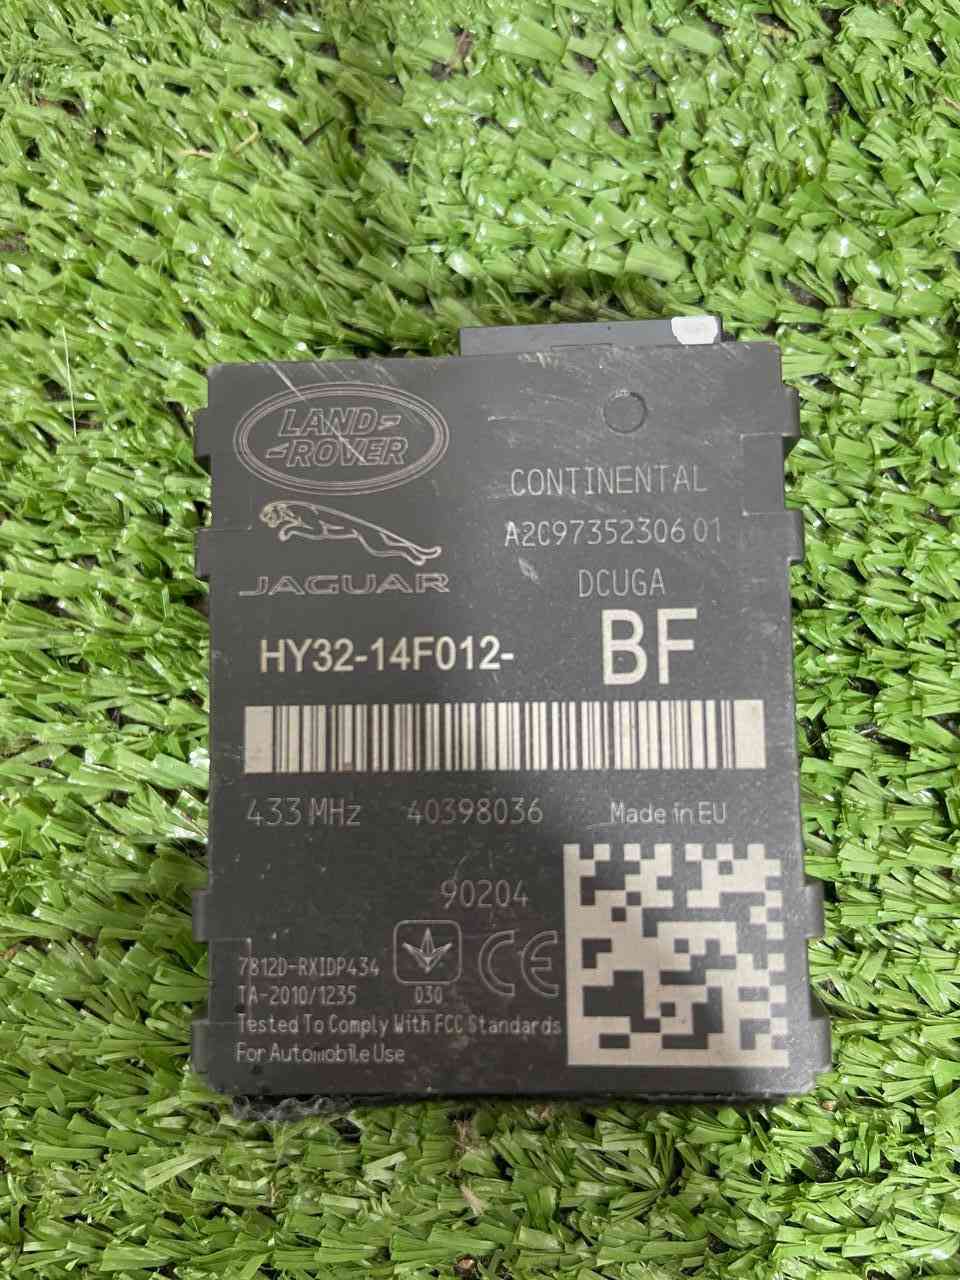 LAND-
-ROVER
JAGUAR
CONTINENTAL
A2C97352306 01
DCUGA
HY32-14F012- BF
433 MHz 40398036 Made in EU
90204
7812D-RXIDP434
TA-2010/1235
030
CE
Tested To Comply With FCC Standards
For Automobile Use